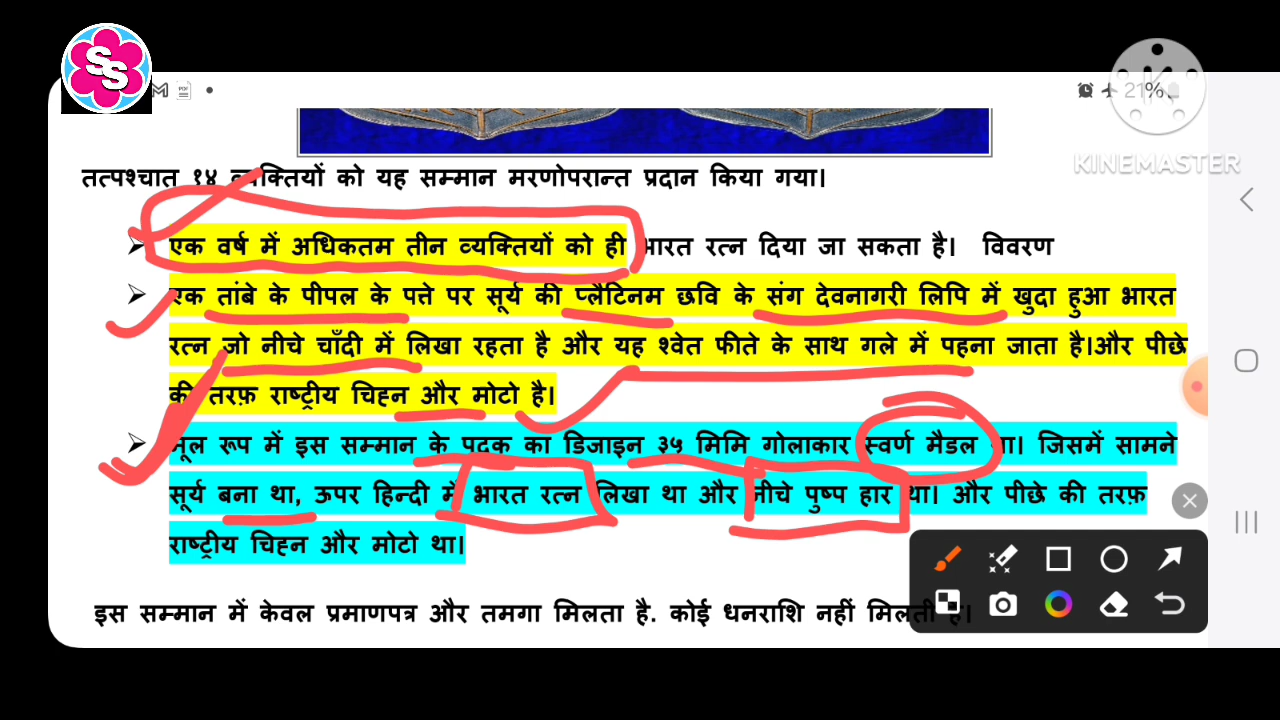 SS
21%
KINEMASTER
तत्पश्चात १४ व्यक्तियों को यह सम्मान मरणोपरान्त प्रदान किया गया।
एक वर्ष में अधिकतम तीन व्यक्तियों को ही भारत रत्न दिया जा सकता है। विवरण
एक तांबे के पीपल के पत्ते पर सूर्य की प्लैटिनम छवि के संग देवनागरी लिपि में खुदा हुआ भारत
रत्न जो नीचे चाँदी में लिखा रहता है और यह श्वेत फीते के साथ गले में पहना जाता है।और पीछे
की तरफ़ राष्ट्रीय चिह्न और मोटो है।
मूल रूप में इस सम्मान के पदक का डिजाइन ३५ मिमि गोलाकार स्वर्ण मैडल था। जिसमें सामने
सूर्य बना था, ऊपर हिन्दी में भारत रत्न लिखा था और नीचे पुष्प हार था। और पीछे की तरफ़
राष्ट्रीय चिह्न और मोटो था।
इस सम्मान में केवल प्रमाणपत्र और तमगा मिलता है. कोई धनराशि नहीं मिलती है।